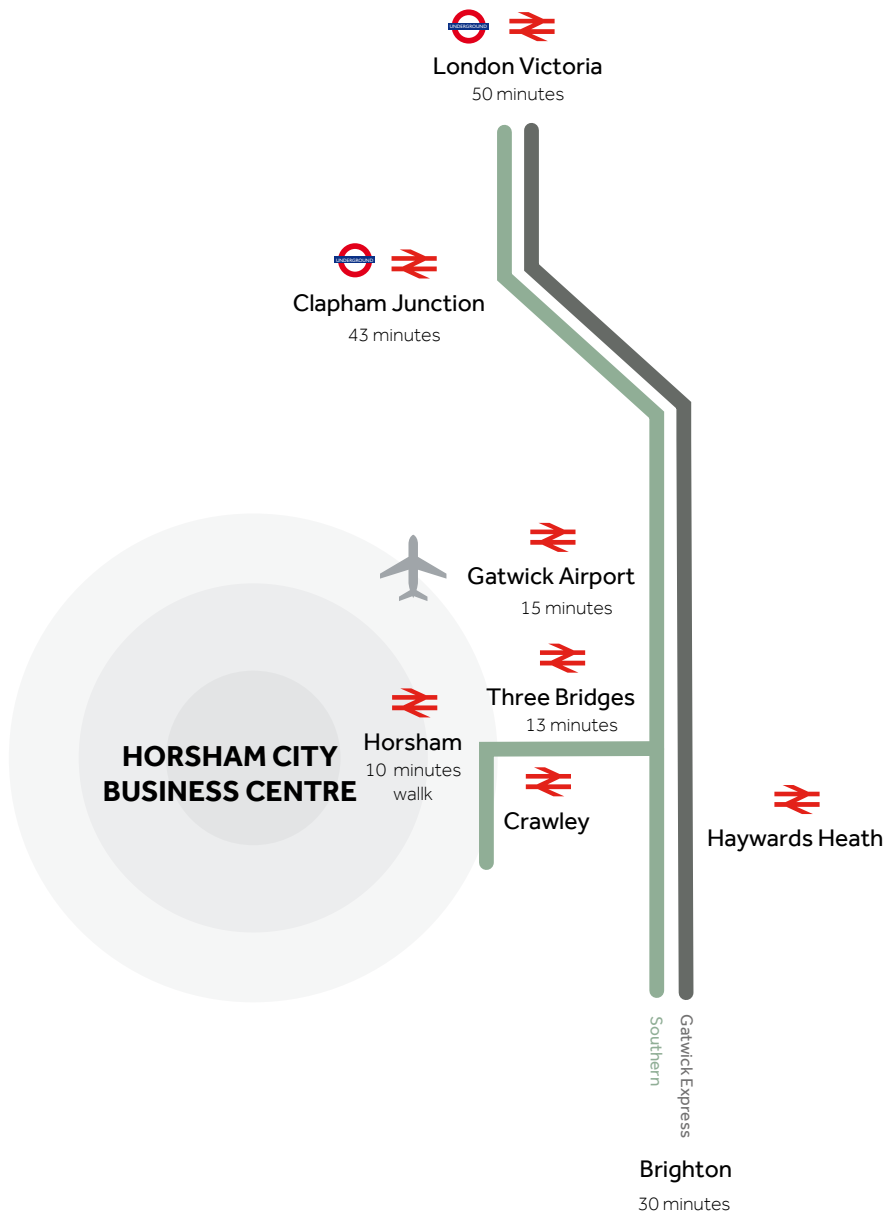 UNDERGROUND
London Victoria
50 minutes
UNDERGROUND
Clapham Junction
43 minutes
Gatwick Airport
15 minutes
Three Bridges
13 minutes
Horsham
10 minutes
wallk
HORSHAM CITY
BUSINESS CENTRE
Crawley
Haywards Heath
Southern
Gatwick Express
Brighton
30 minutes